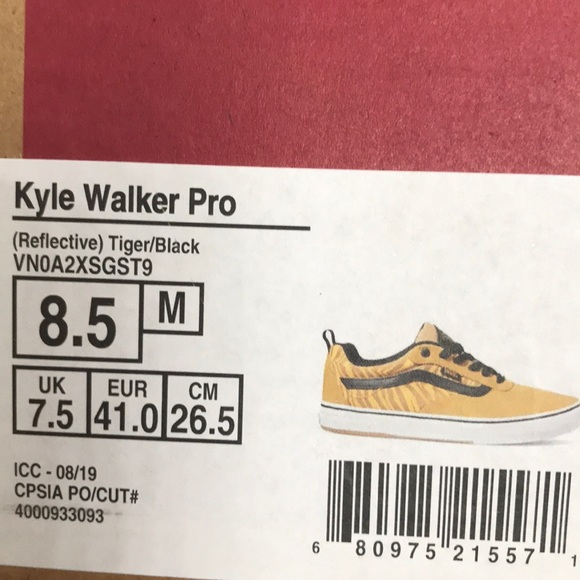 Kyle Walker Pro
(Reflective) Tiger/Black
VN0A2XSGST9
8.5 M
UK EUR CM
7.5 41.0 26.5
ICC - 08/19
CPSIA PO/CUT#
4000933093
6 80975 21557 1